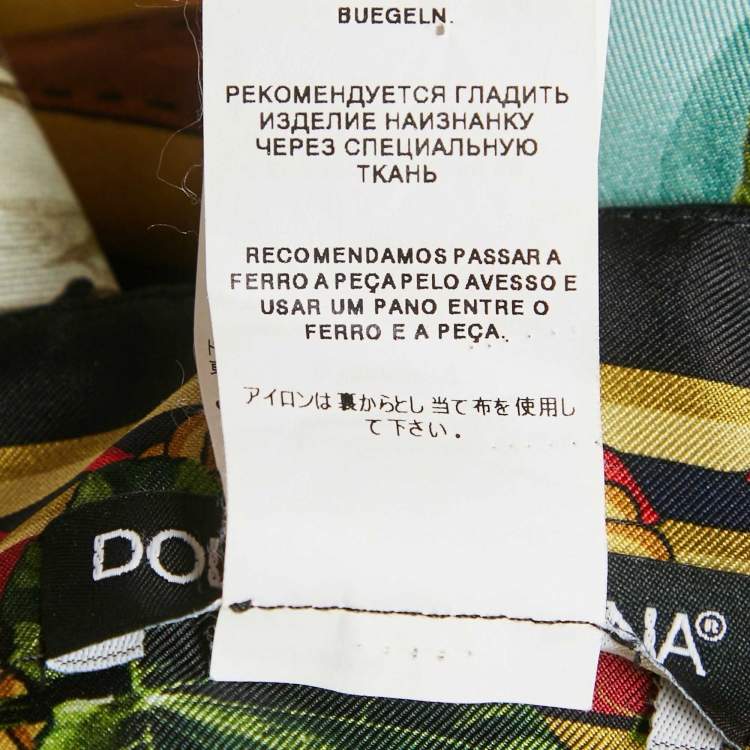 BUEGELN.
РЕКОМЕНДУЕТСЯ ГЛАДИТЬ
ИЗДЕЛИЕ НАИЗНАНКУ
ЧЕРЕЗ СПЕЦИАЛЬНУЮ
ТКАНЬ
RECOMENDAMOS PASSAR A
FERRO A PEÇA PELO AVESSO E
USAR UM PANO ENTRE O
FERRO E A PEÇA.
アイロンは裏からとし当て布を使用し
て下さい。
DOL
NA®